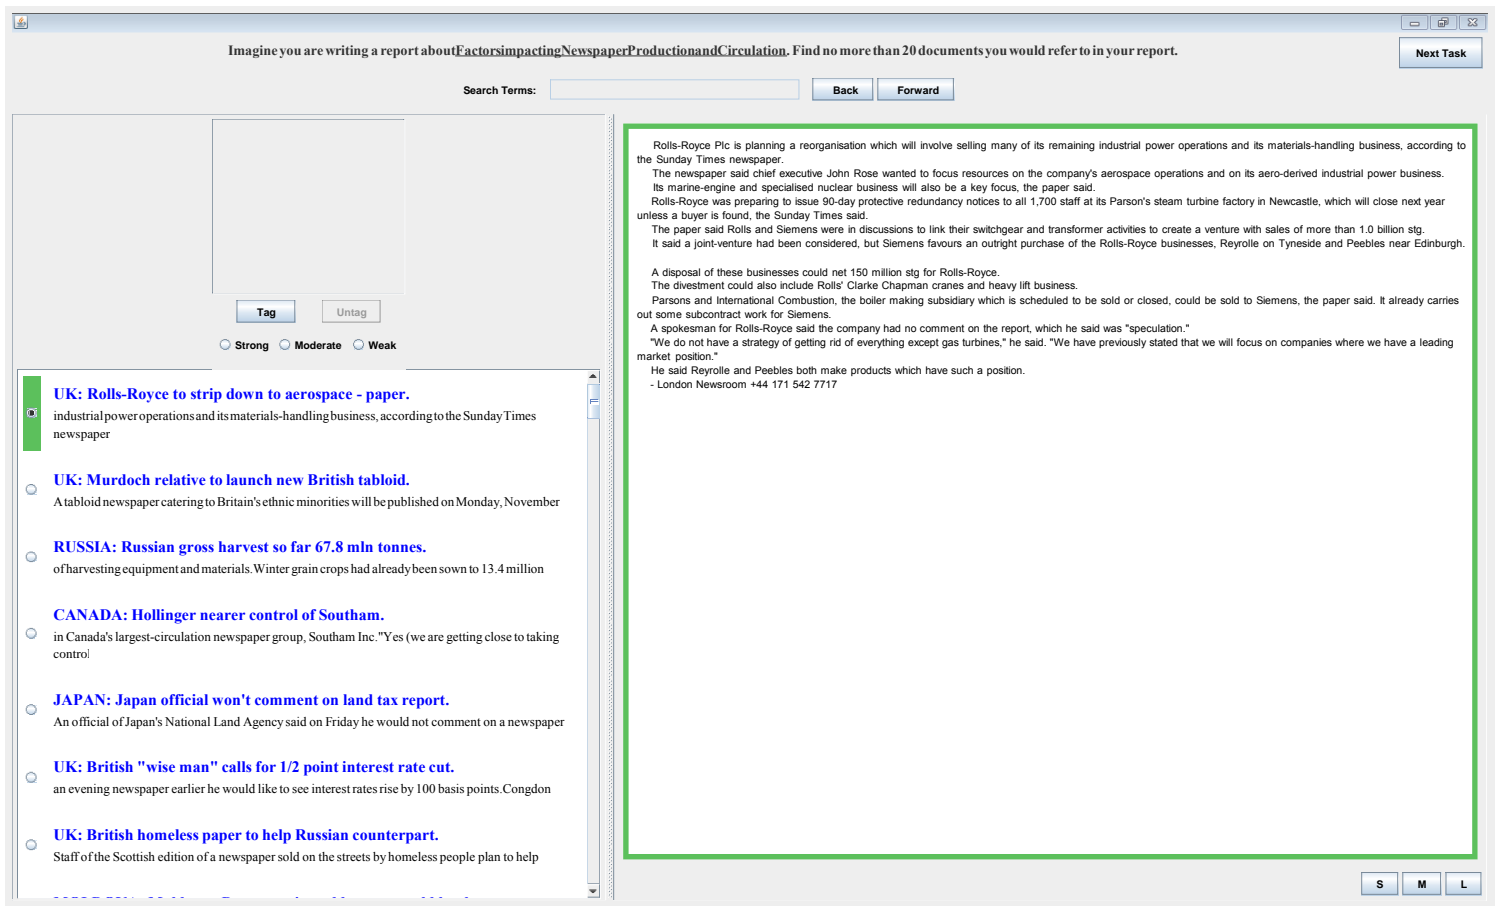 Imagine you are writing a report about FactorsimpactingNewspaperProductionandCirculation. Find no more than 20 documents you would refer to in your report.
Next Task
Search Terms:
Back
Forward
Tag
Untag
Strong
Moderate
Weak
UK: Rolls-Royce to strip down to aerospace - paper.
industrial power operations and its materials-handling business, according to the Sunday Times
newspaper
UK: Murdoch relative to launch new British tabloid.
A tabloid newspaper catering to Britain's ethnic minorities will be published on Monday, November
RUSSIA: Russian gross harvest so far 67.8 mln tonnes.
of harvesting equipment and materials.Winter grain crops had already been sown to 13.4 million
CANADA: Hollinger nearer control of Southam.
in Canada's largest-circulation newspaper group, Southam Inc."Yes (we are getting close to taking
control
JAPAN: Japan official won't comment on land tax report.
An official of Japan's National Land Agency said on Friday he would not comment on a newspaper
UK: British "wise man" calls for 1/2 point interest rate cut.
an evening newspaper earlier he would like to see interest rates rise by 100 basis points.Congdon
UK: British homeless paper to help Russian counterpart.
Staff of the Scottish edition of a newspaper sold on the streets by homeless people plan to help
Rolls-Royce Plc is planning a reorganisation which will involve selling many of its remaining industrial power operations and its materials-handling business, according to
the Sunday Times newspaper.
The newspaper said chief executive John Rose wanted to focus resources on the company's aerospace operations and on its aero-derived industrial power business.
Its marine-engine and specialised nuclear business will also be a key focus, the paper said.
Rolls-Royce was preparing to issue 90-day protective redundancy notices to all 1,700 staff at its Parson's steam turbine factory in Newcastle, which will close next year
unless a buyer is found, the Sunday Times said.
The paper said Rolls and Siemens were in discussions to link their switchgear and transformer activities to create a venture with sales of more than 1.0 billion stg.
It said a joint-venture had been considered, but Siemens favours an outright purchase of the Rolls-Royce businesses, Reyrolle on Tyneside and Peebles near Edinburgh.
A disposal of these businesses could net 150 million stg for Rolls-Royce.
The divestment could also include Rolls' Clarke Chapman cranes and heavy lift business.
Parsons and International Combustion, the boiler making subsidiary which is scheduled to be sold or closed, could be sold to Siemens, the paper said. It already carries
out some subcontract work for Siemens.
A spokesman for Rolls-Royce said the company had no comment on the report, which he said was "speculation."
"We do not have a strategy of getting rid of everything except gas turbines," he said. "We have previously stated that we will focus on companies where we have a leading
market position."
He said Reyrolle and Peebles both make products which have such a position.
- London Newsroom +44 171 542 7717
S
M
L